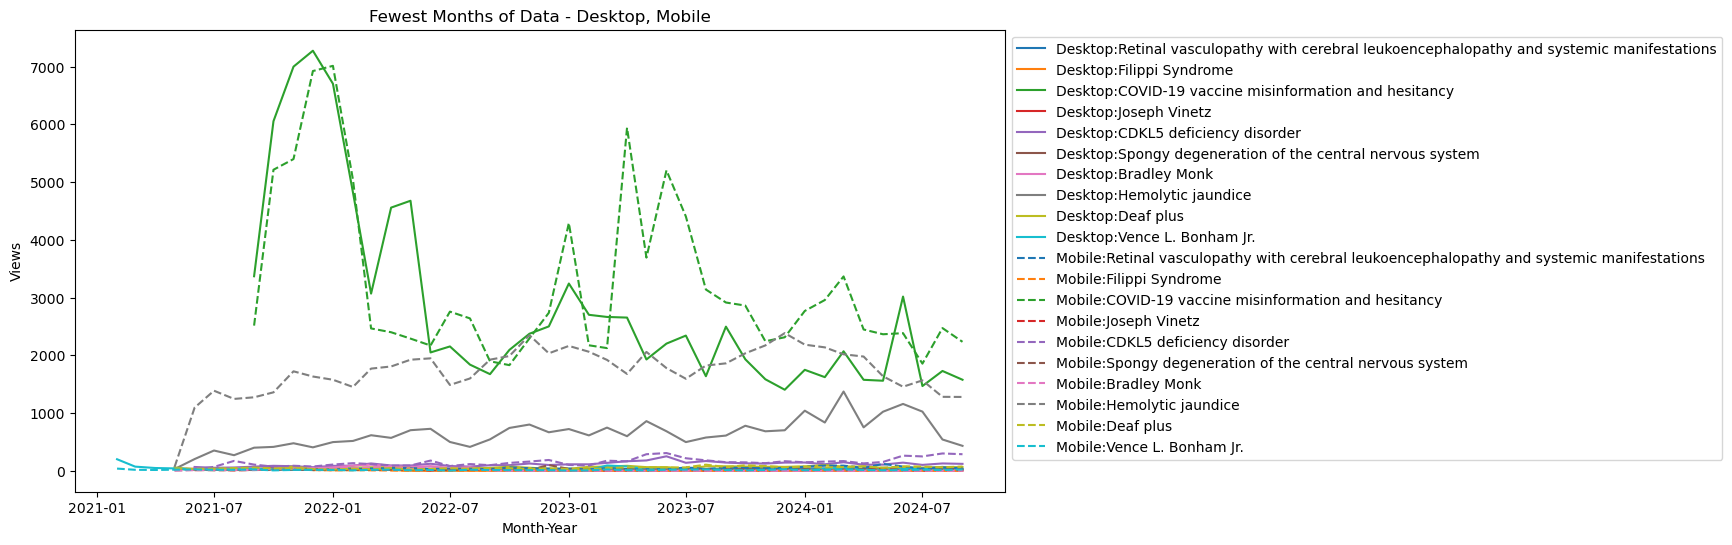 Fewest Months of Data - Desktop, Mobile
Views
7000
6000
5000
4000
3000
2000
1000
0
2021-01
2021-07
2022-01
2022-07
2023-01
2023-07
2024-01
2024-07
Month-Year
Desktop:Retinal vasculopathy with cerebral leukoencephalopathy and systemic manifestations
Desktop:Filippi Syndrome
Desktop:COVID-19 vaccine misinformation and hesitancy
Desktop:Joseph Vinetz
Desktop:CDKL5 deficiency disorder
Desktop:Spongy degeneration of the central nervous system
Desktop:Bradley Monk
Desktop:Hemolytic jaundice
Desktop:Deaf plus
Desktop:Vence L. Bonham Jr.
Mobile:Retinal vasculopathy with cerebral leukoencephalopathy and systemic manifestations
Mobile:Filippi Syndrome
Mobile:COVID-19 vaccine misinformation and hesitancy
Mobile:Joseph Vinetz
Mobile:CDKL5 deficiency disorder
Mobile:Spongy degeneration of the central nervous system
Mobile:Bradley Monk
Mobile:Hemolytic jaundice
Mobile:Deaf plus
Mobile:Vence L. Bonham Jr.